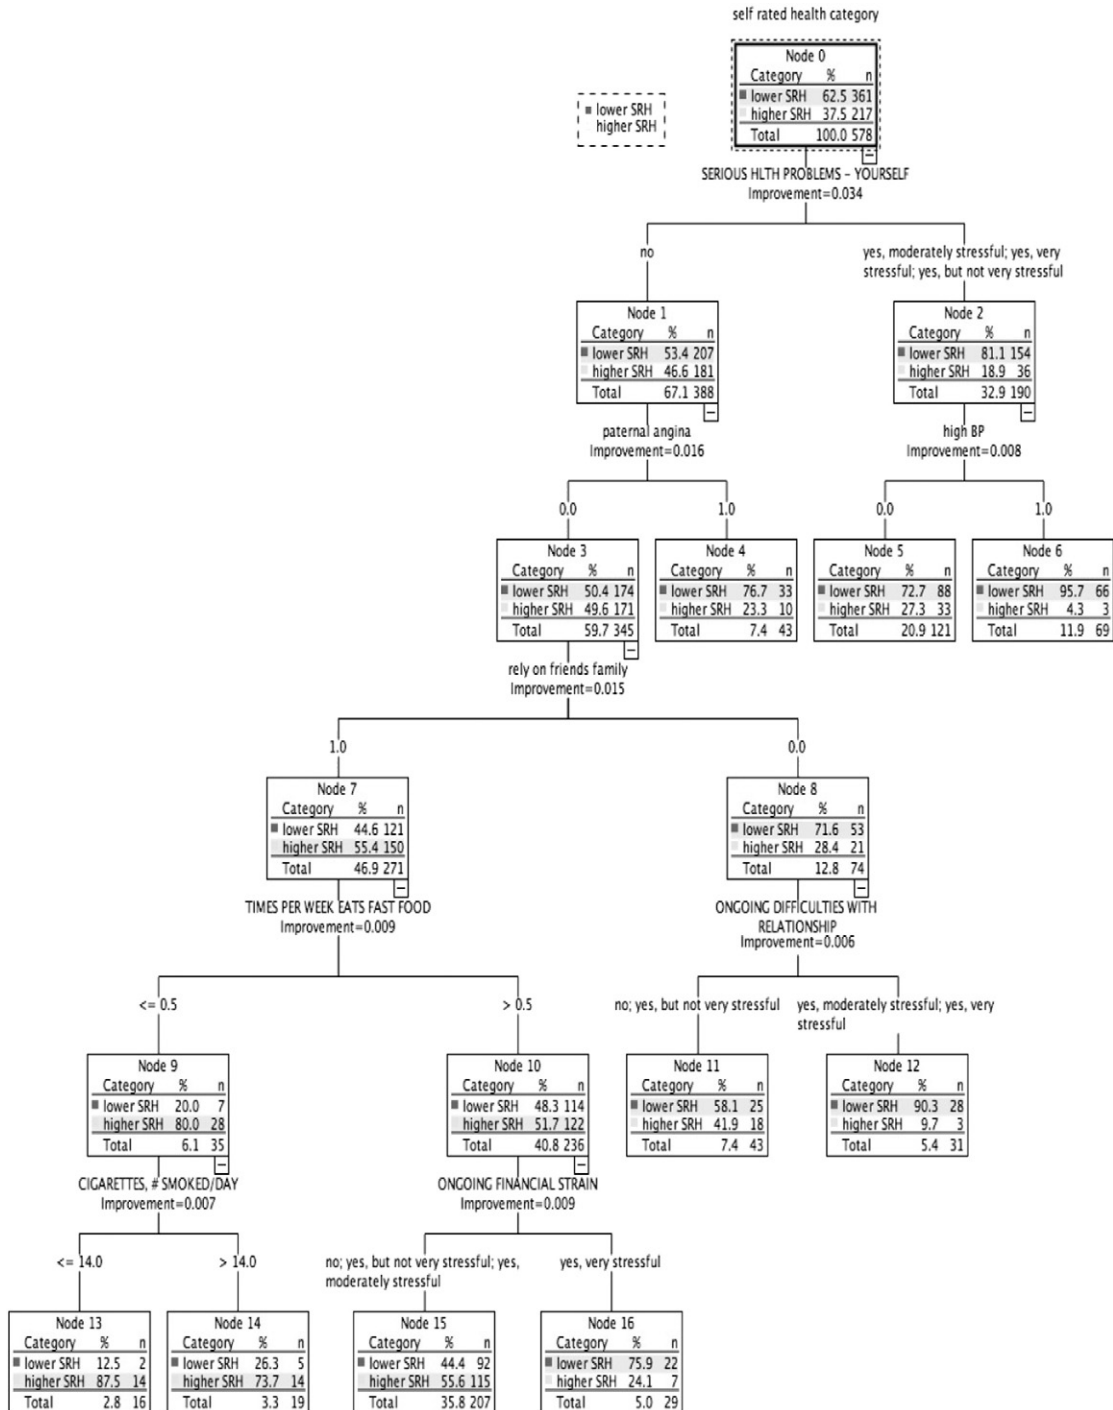 self rated health category
Node 0
Category % n
lower SRH 62.5 361
higher SRH 37.5 217
Total 100.0 578
lower SRH
higher SRH
SERIOUS HLTH PROBLEMS – YOURSELF
Improvement=0.034
no
yes, moderately stressful; yes, very
stressful; yes, but not very stressful
Node 1
Category % n
lower SRH 53.4 207
higher SRH 46.6 181
Total 67.1 388
Node 2
Category % n
lower SRH 81.1 154
higher SRH 18.9 36
Total 32.9 190
paternal angina
Improvement=0.016
high BP
Improvement=0.008
0.0
1.0
0.0
1.0
Node 3
Category % n
lower SRH 50.4 174
higher SRH 49.6 171
Total 59.7 345
Node 4
Category % n
lower SRH 76.7 33
higher SRH 23.3 10
Total 7.4 43
Node 5
Category % n
lower SRH 72.7 88
higher SRH 27.3 33
Total 20.9 121
Node 6
Category % n
lower SRH 95.7 66
higher SRH 4.3 3
Total 11.9 69
rely on friends family
Improvement=0.015
1.0
0.0
Node 7
Category % n
lower SRH 44.6 121
higher SRH 55.4 150
Total 46.9 271
Node 8
Category % n
lower SRH 71.6 53
higher SRH 28.4 21
Total 12.8 74
TIMES PER WEEK EATS FAST FOOD
Improvement=0.009
ONGOING DIFFICULTIES WITH
RELATIONSHIP
Improvement=0.006
<= 0.5
> 0.5
no; yes, but not very stressful
yes, moderately stressful; yes, very
stressful
Node 9
Category % n
lower SRH 20.0 7
higher SRH 80.0 28
Total 6.1 35
Node 10
Category % n
lower SRH 48.3 114
higher SRH 51.7 122
Total 40.8 236
Node 11
Category % n
lower SRH 58.1 25
higher SRH 41.9 18
Total 7.4 43
Node 12
Category % n
lower SRH 90.3 28
higher SRH 9.7 3
Total 5.4 31
CIGARETTES, # SMOKED/DAY
Improvement=0.007
ONGOING FINANCIAL STRAIN
Improvement=0.009
<= 14.0
> 14.0
no; yes, but not very stressful; yes,
moderately stressful
yes, very stressful
Node 13
Category % n
lower SRH 12.5 2
higher SRH 87.5 14
Total 2.8 16
Node 14
Category % n
lower SRH 26.3 5
higher SRH 73.7 14
Total 3.3 19
Node 15
Category % n
lower SRH 44.4 92
higher SRH 55.6 115
Total 35.8 207
Node 16
Category % n
lower SRH 75.9 22
higher SRH 24.1 7
Total 5.0 29